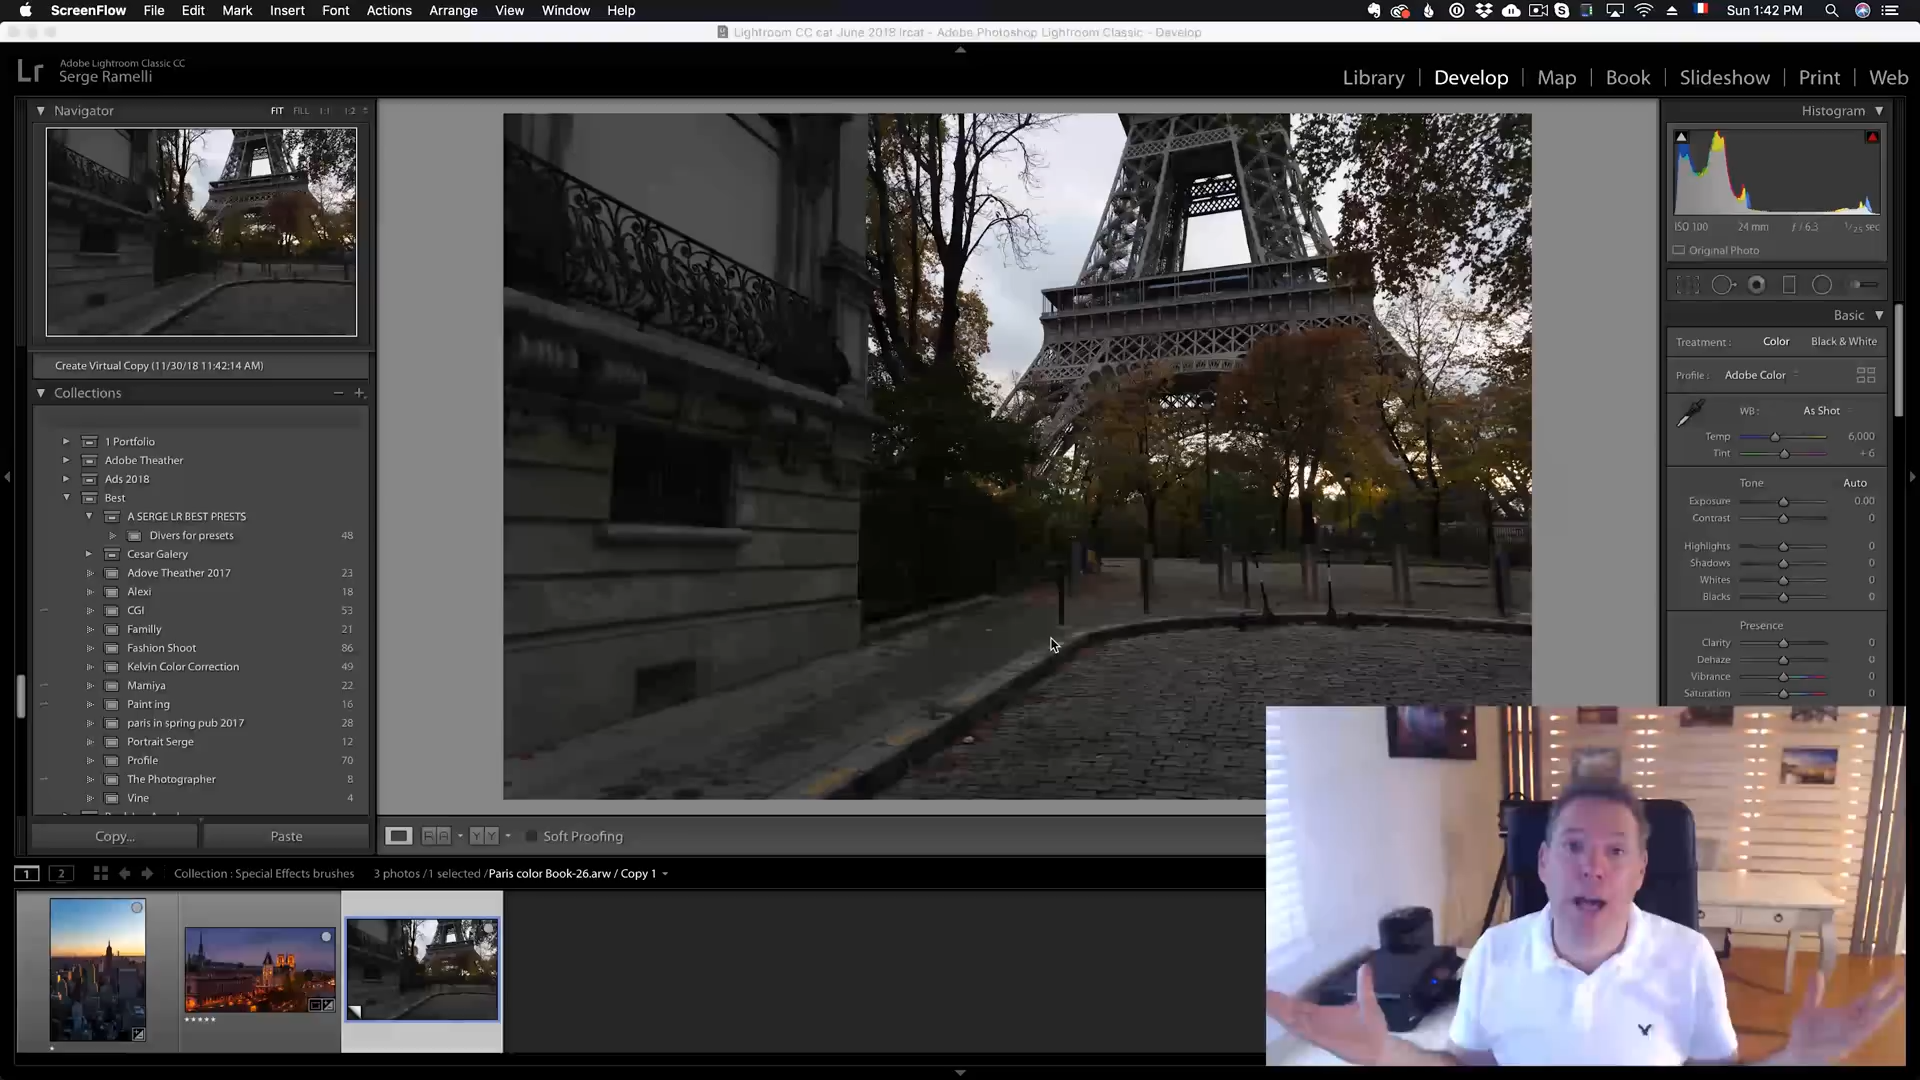 ScreenFlow File Edit Mark Insert Font Actions Arrange View Window Help Sun 1:42 PM
Lightroom CC cat June 2018 lrcat - Adobe Photoshop Lightroom Classic - Develop
Lr
Adobe Lightroom Classic CC
Serge Ramelli
Library | Develop | Map | Book | Slideshow | Print | Web
Navigator FIT FILL 1:1 1:2
Create Virtual Copy (11/30/18 11:42:14 AM)
Collections
1 Portfolio
Adobe Theather
Ads 2018
Best
A SERGE LR BEST PRESTS
Divers for presets 48
Cesar Galery
Adove Theather 2017 23
Alexi 18
CGI 53
Familly 21
Fashion Shoot 86
Kelvin Color Correction 49
Mamiya 22
Paint ing 16
paris in spring pub 2017 28
Portrait Serge 12
Profile 70
The Photographer 8
Vine 4
Copy... Paste
Soft Proofing
Histogram
ISO 100 24 mm ƒ / 6.3 1/25 sec
Original Photo
Basic
Treatment : Color Black & White
Profile : Adobe Color
WB : As Shot
Temp 6,000
Tint + 6
Tone Auto
Exposure 0.00
Contrast 0
Highlights 0
Shadows 0
Whites 0
Blacks 0
Presence
Clarity 0
Dehaze 0
Vibrance 0
Saturation 0
1 2 Collection : Special Effects brushes 3 photos / 1 selected / Paris color Book-26.arw / Copy 1